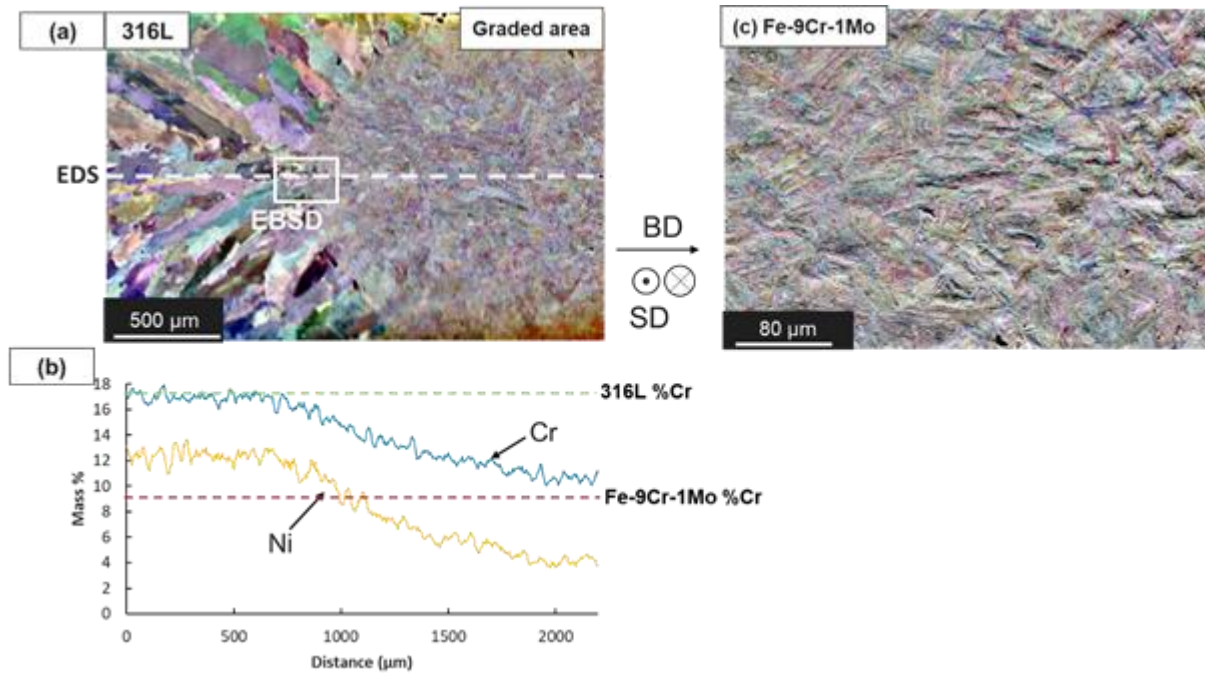 (a)
316L
Graded area
EDS
EBSD
500 µm
BD
SD
(c) Fe-9Cr-1Mo
80 µm
(b)
18
16
14
12
10
8
6
4
2
0
Mass %
316L %Cr
Cr
Fe-9Cr-1Mo %Cr
Ni
0
500
1000
1500
2000
Distance (µm)